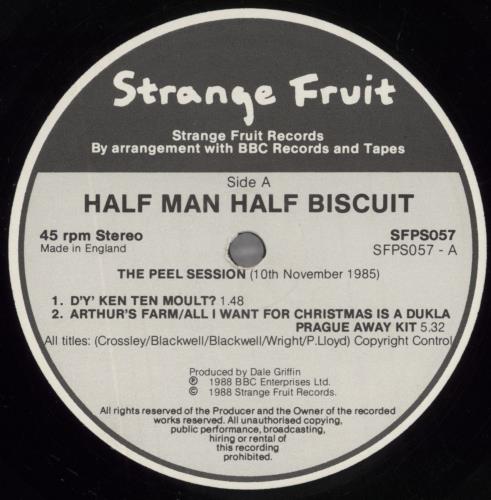 Strange Fruit
Strange Fruit Records
By arrangement with BBC Records and Tapes
Side A
HALF MAN HALF BISCUIT
45 rpm Stereo
Made in England
SFPS057
SFPS057 - A
THE PEEL SESSION (10th November 1985)
1. D'Y' KEN TEN MOULT? 1.48
2. ARTHUR'S FARM/ALL I WANT FOR CHRISTMAS IS A DUKLA
PRAGUE AWAY KIT 5.32
All titles: (Crossley/Blackwell/Blackwell/Wright/P.Lloyd) Copyright Control
Produced by Dale Griffin
℗ 1988 BBC Enterprises Ltd.
© 1988 Strange Fruit Records.
All rights reserved of the Producer and the Owner of the recorded
works reserved. All unauthorised copying,
public performance, broadcasting,
hiring or rental of
this recording
prohibited.